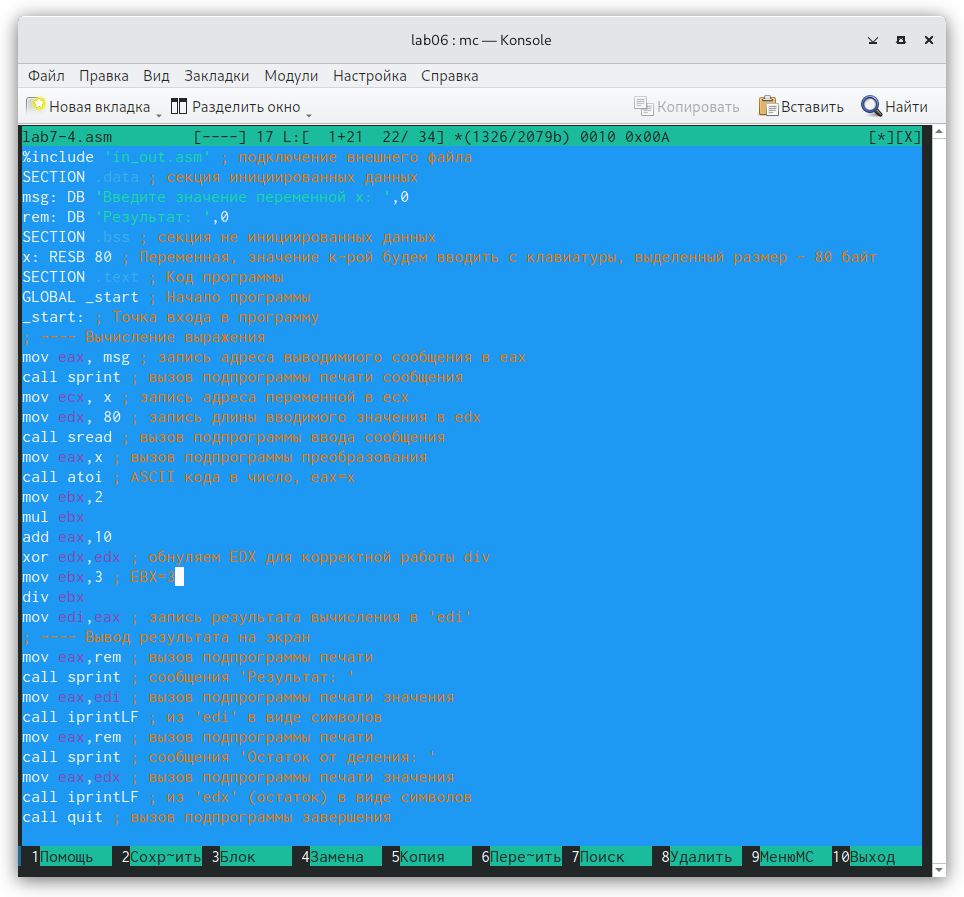 lab06 : mc — Konsole
Файл Правка Вид Закладки Модули Настройка Справка
Новая вкладка Разделить окно Копировать Вставить Найти
lab7-4.asm [----] 17 L:[ 1+21 22/ 34] *(1326/2079b) 0010 0x00A [*][X]
%include 'in_out.asm' ; подключение внешнего файла
SECTION .data ; секция инициированных данных
msg: DB 'Введите значение переменной x: ',0
rem: DB 'Результат: ',0
SECTION .bss ; секция не инициированных данных
x: RESB 80 ; Переменная, значение к-рой будем вводить с клавиатуры, выделенный размер - 80 байт
SECTION .text ; Код программы
GLOBAL _start ; Начало программы
_start: ; Точка входа в программу
; ---- Вычисление выражения
mov eax, msg ; запись адреса выводимиого сообщения в eax
call sprint ; вызов подпрограммы печати сообщения
mov ecx, x ; запись адреса переменной в ecx
mov edx, 80 ; запись длины вводимого значения в edx
call sread ; вызов подпрограммы ввода сообщения
mov eax,x ; вызов подпрограммы преобразования
call atoi ; ASCII кода в число, eax=x
mov ebx,2
mul ebx
add eax,10
xor edx,edx ; обнуляем EDX для корректной работы div
mov ebx,3 ; EBX=3
div ebx
mov edi,eax ; запись результата вычисления в 'edi'
; ---- Вывод результата на экран
mov eax,rem ; вызов подпрограммы печати
call sprint ; сообщения 'Результат: '
mov eax,edi ; вызов подпрограммы печати значения
call iprintLF ; из 'edi' в виде символов
mov eax,rem ; вызов подпрограммы печати
call sprint ; сообщения 'Остаток от деления: '
mov eax,edx ; вызов подпрограммы печати значения
call iprintLF ; из 'edx' (остаток) в виде символов
call quit ; вызов подпрограммы завершения
1Помощь 2Сохр~ить 3Блок 4Замена 5Копия 6Пере~ить 7Поиск 8Удалить 9МенюMC 10Выход